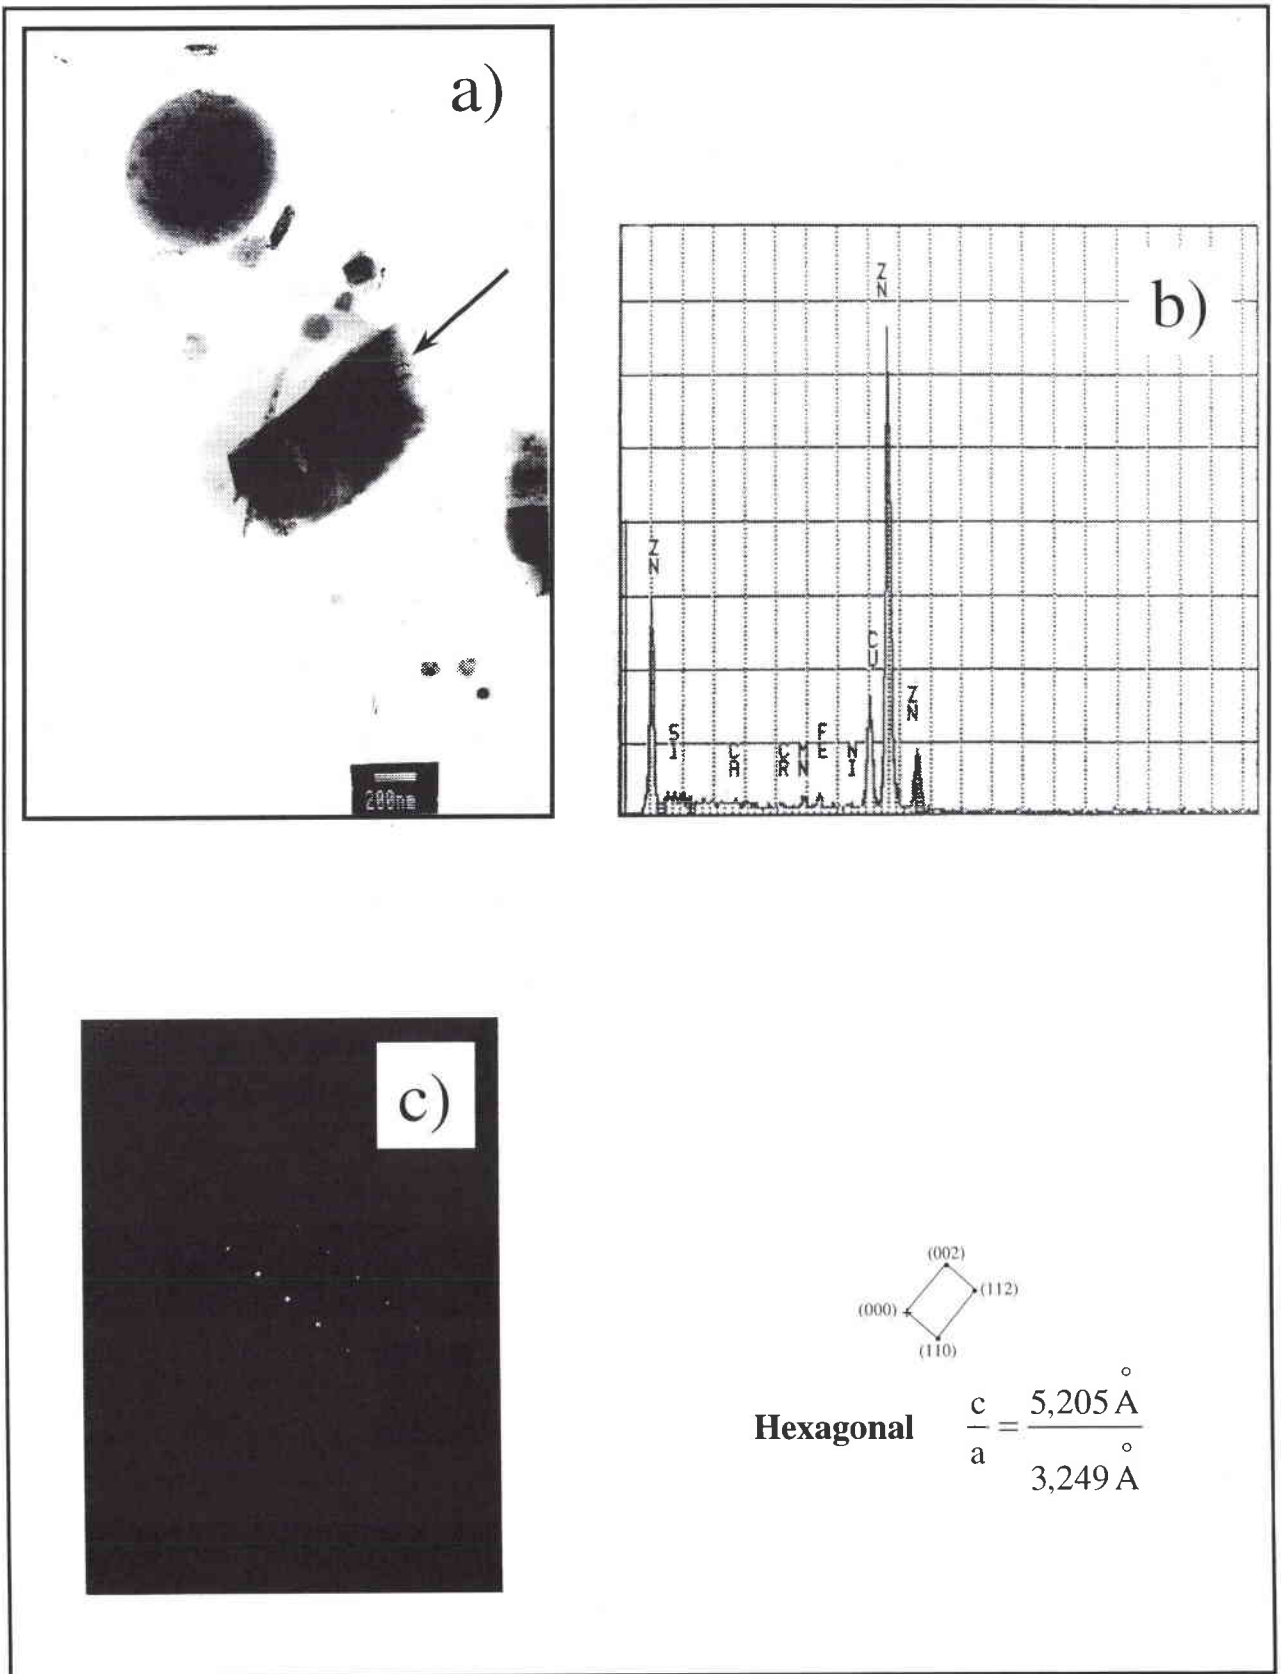 a)
200nm
b)
ZN
ZN
CU
ZN
SI
CA
CR
MN
FE
NI
c)
(002)
(000)
(112)
(110)
Hexagonal c/a = 5,205 Å / 3,249 Å